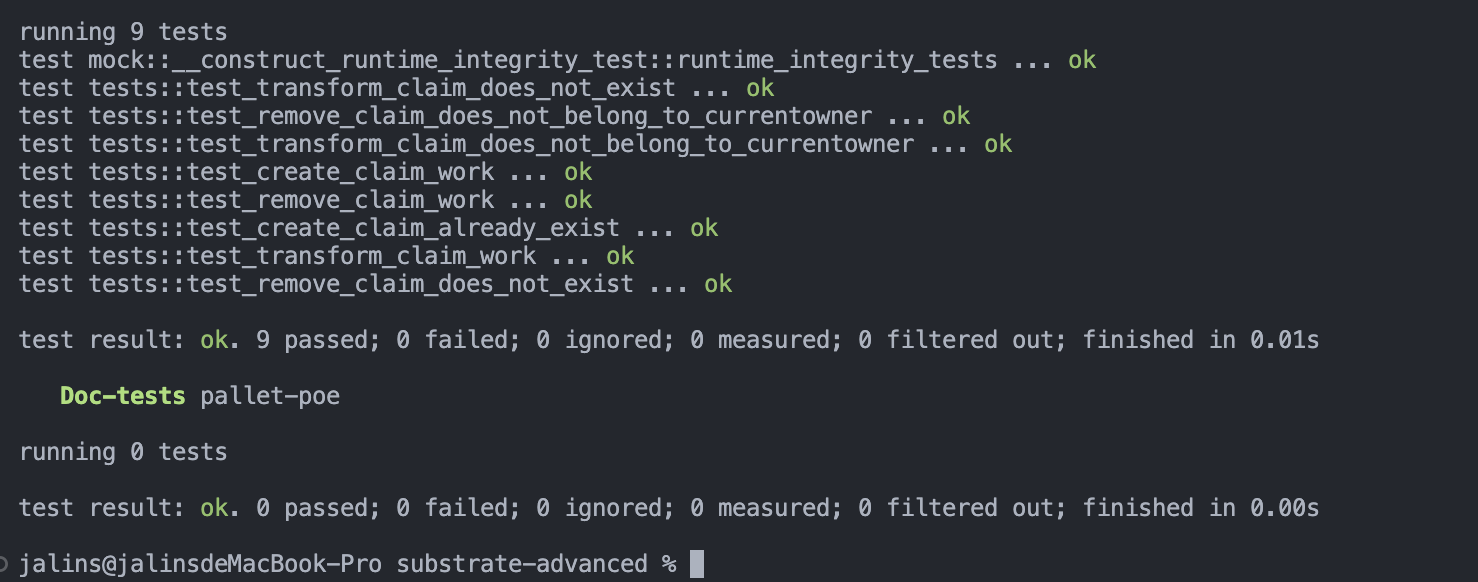 running 9 tests
test mock::__construct_runtime_integrity_test::runtime_integrity_tests ... ok
test tests::test_transform_claim_does_not_exist ... ok
test tests::test_remove_claim_does_not_belong_to_currentowner ... ok
test tests::test_transform_claim_does_not_belong_to_currentowner ... ok
test tests::test_create_claim_work ... ok
test tests::test_remove_claim_work ... ok
test tests::test_create_claim_already_exist ... ok
test tests::test_transform_claim_work ... ok
test tests::test_remove_claim_does_not_exist ... ok
test result: ok. 9 passed; 0 failed; 0 ignored; 0 measured; 0 filtered out; finished in 0.01s
Doc-tests pallet-poe
running 0 tests
test result: ok. 0 passed; 0 failed; 0 ignored; 0 measured; 0 filtered out; finished in 0.00s
jalins@jalinsdeMacBook-Pro substrate-advanced %